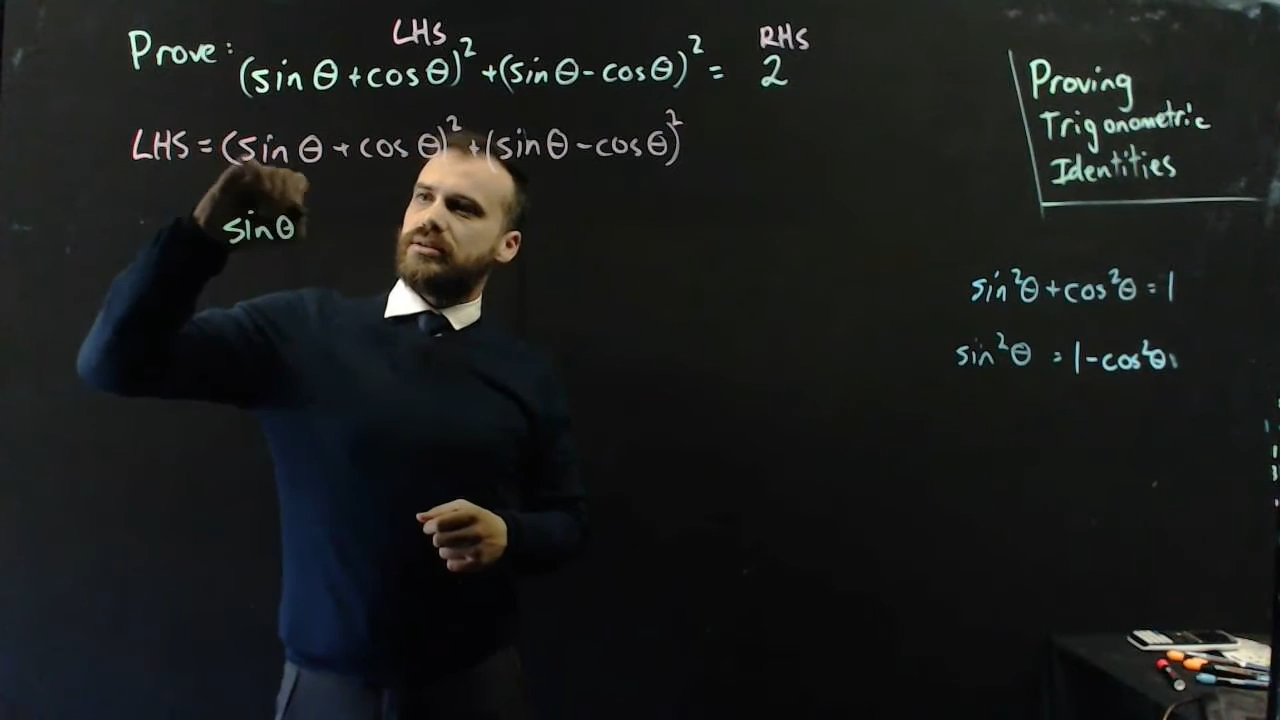 Prove: (sin θ + cos θ)² + (sin θ - cos θ)² = 2
LHS
RHS
LHS = (sin θ + cos θ)² + (sin θ - cos θ)²
sin θ
Proving
Trigonometric
Identities
sin²θ + cos²θ = 1
sin²θ = 1 - cos²θ